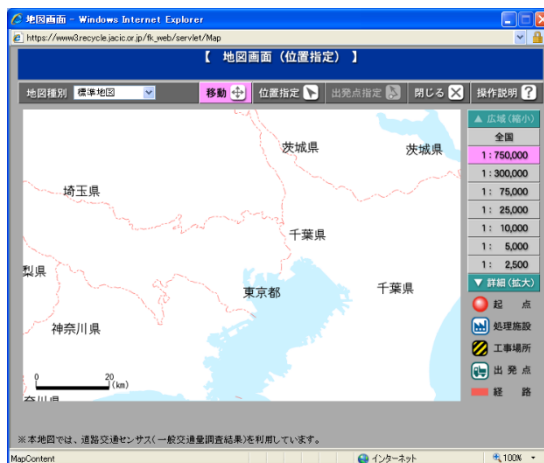 地図画面 - Windows Internet Explorer
https://www3.recycle.jacic.or.jp/fk_web/servlet/Map
【 地図画面（位置指定） 】
地図種別 標準地図 移動 位置指定 出発点指定 閉じる 操作説明 ?
▲ 広域(縮小)
全国
1：750,000
1：300,000
1： 75,000
1： 25,000
1： 10,000
1： 5,000
1： 2,500
▼ 詳細(拡大)
起 点
処理施設
工事場所
出 発 点
経 路
茨城県
茨城県
埼玉県
千葉県
梨県
東京都
千葉県
神奈川県
0 20
(km)
奈川県
※本地図では、道路交通センサス(一般交通量調査結果)を利用しています。
MapContent インターネット 100%